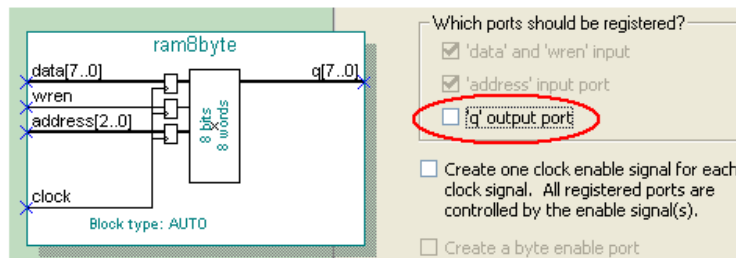 ram8byte
data[7..0]
q[7..0]
wren
address[2..0]
8 bits
8 words
clock
Block type: AUTO
Which ports should be registered?
'data' and 'wren' input
'address' input port
'q' output port
Create one clock enable signal for each
clock signal. All registered ports are
controlled by the enable signal(s).
Create a byte enable port